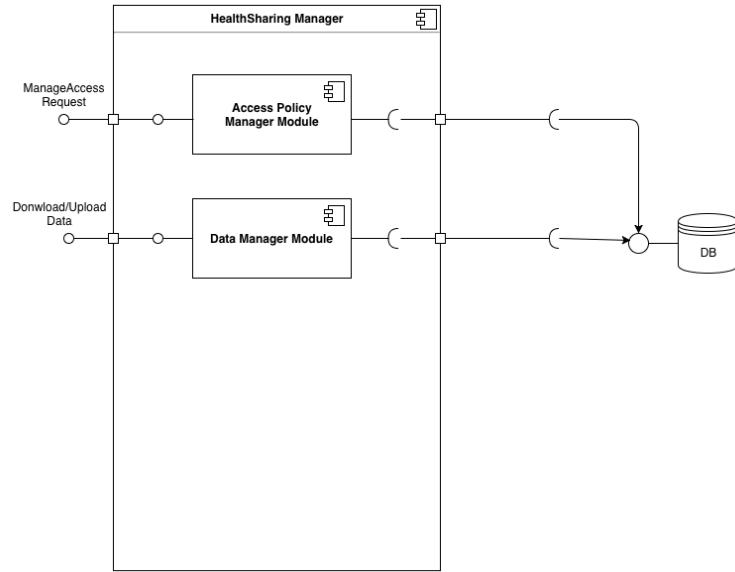 HealthSharing Manager
ManageAccess
Request
Access Policy
Manager Module
Donwload/Upload
Data
Data Manager Module
DB